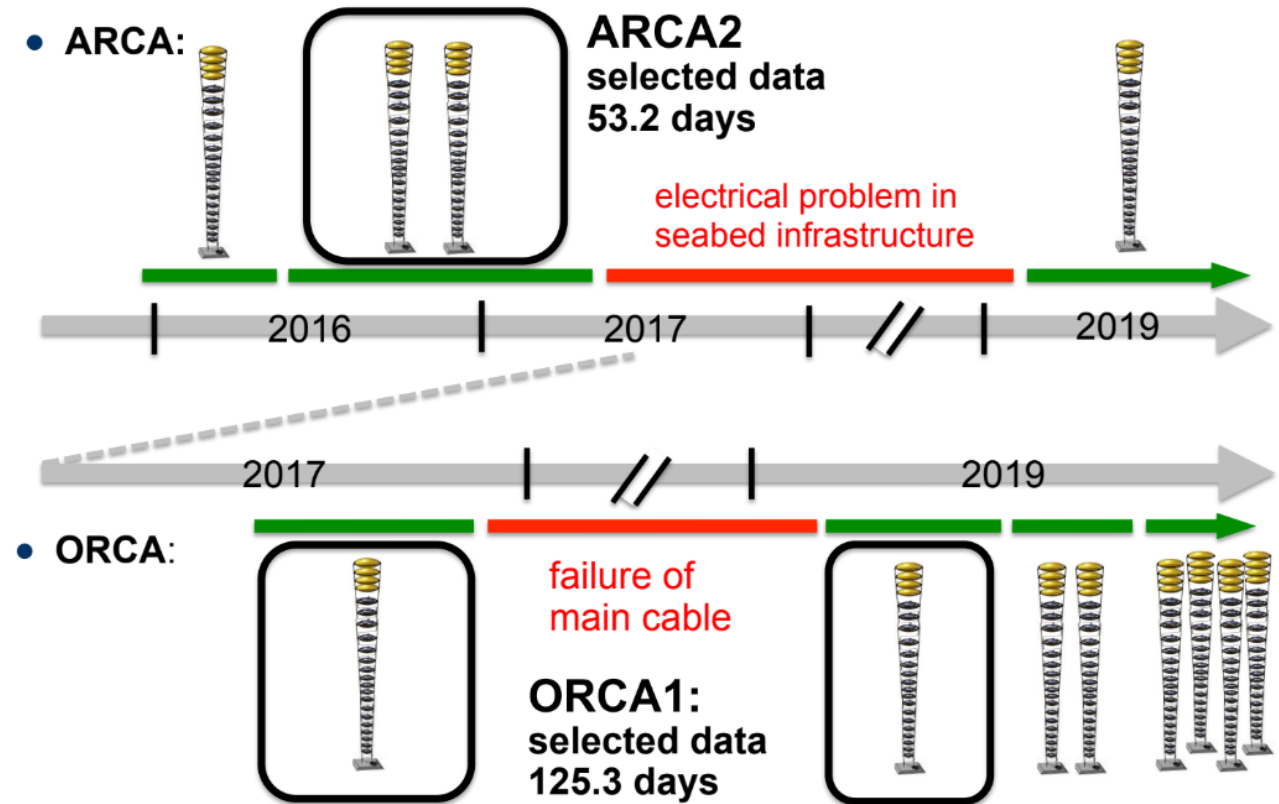 • ARCA:
ARCA2
selected data
53.2 days
electrical problem in
seabed infrastructure
2016
2017
2019
2017
2019
• ORCA:
failure of
main cable
ORCA1:
selected data
125.3 days